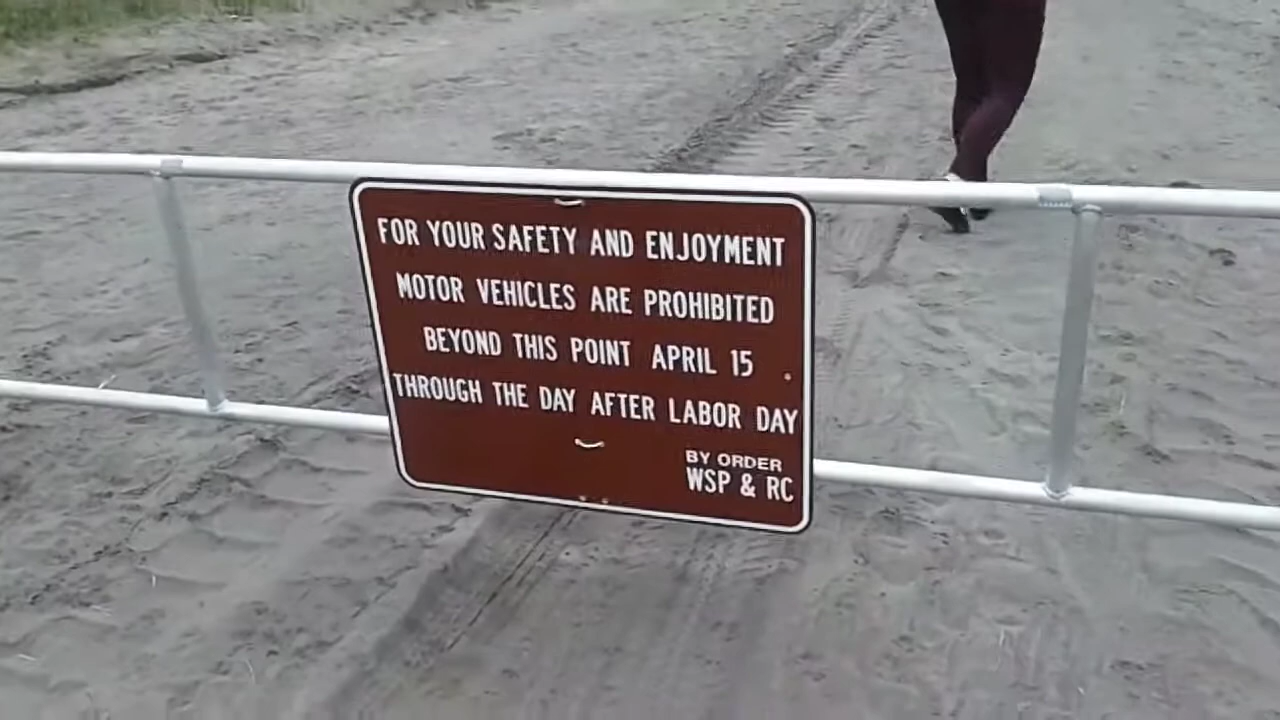 FOR YOUR SAFETY AND ENJOYMENT
MOTOR VEHICLES ARE PROHIBITED
BEYOND THIS POINT APRIL 15
THROUGH THE DAY AFTER LABOR DAY
BY ORDER
WSP & RC